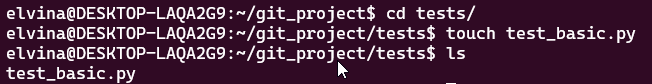 elvina@DESKTOP-LAQA2G9:~/git_project$ cd tests/
elvina@DESKTOP-LAQA2G9:~/git_project/tests$ touch test_basic.py
elvina@DESKTOP-LAQA2G9:~/git_project/tests$ ls
test_basic.py